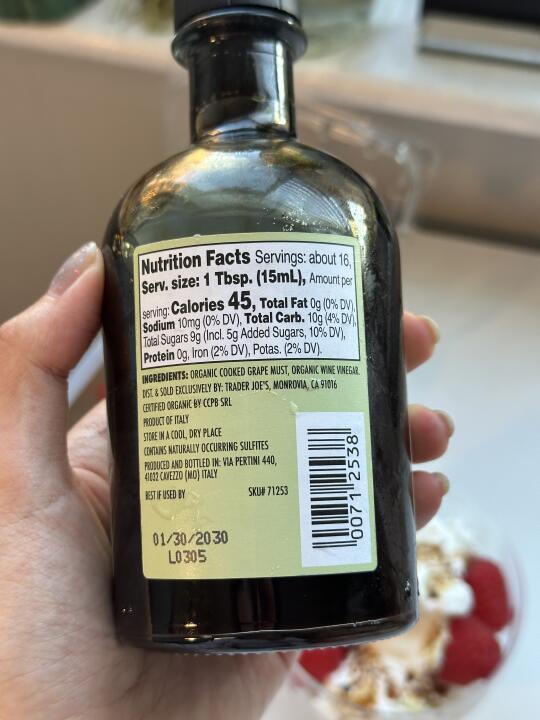 Nutrition Facts Servings: about 16,
Serv. size: 1 Tbsp. (15mL), Amount per
serving: Calories 45, Total Fat 0g (0% DV),
Sodium 10mg (0% DV), Total Carb. 10g (4% DV),
Total Sugars 9g (Incl. 5g Added Sugars, 10% DV),
Protein 0g, Iron (2% DV), Potas. (2% DV).
INGREDIENTS: ORGANIC COOKED GRAPE MUST, ORGANIC WINE VINEGAR.
DIST. & SOLD EXCLUSIVELY BY: TRADER JOE'S, MONROVIA, CA 91016
CERTIFIED ORGANIC BY CCPB SRL
PRODUCT OF ITALY
STORE IN A COOL, DRY PLACE
CONTAINS NATURALLY OCCURRING SULFITES
PRODUCED AND BOTTLED IN: VIA PERTINI 440,
41032 CAVEZZO (MO) ITALY
BEST IF USED BY SKU# 71253
01/30/2030
L0305
0071 2538